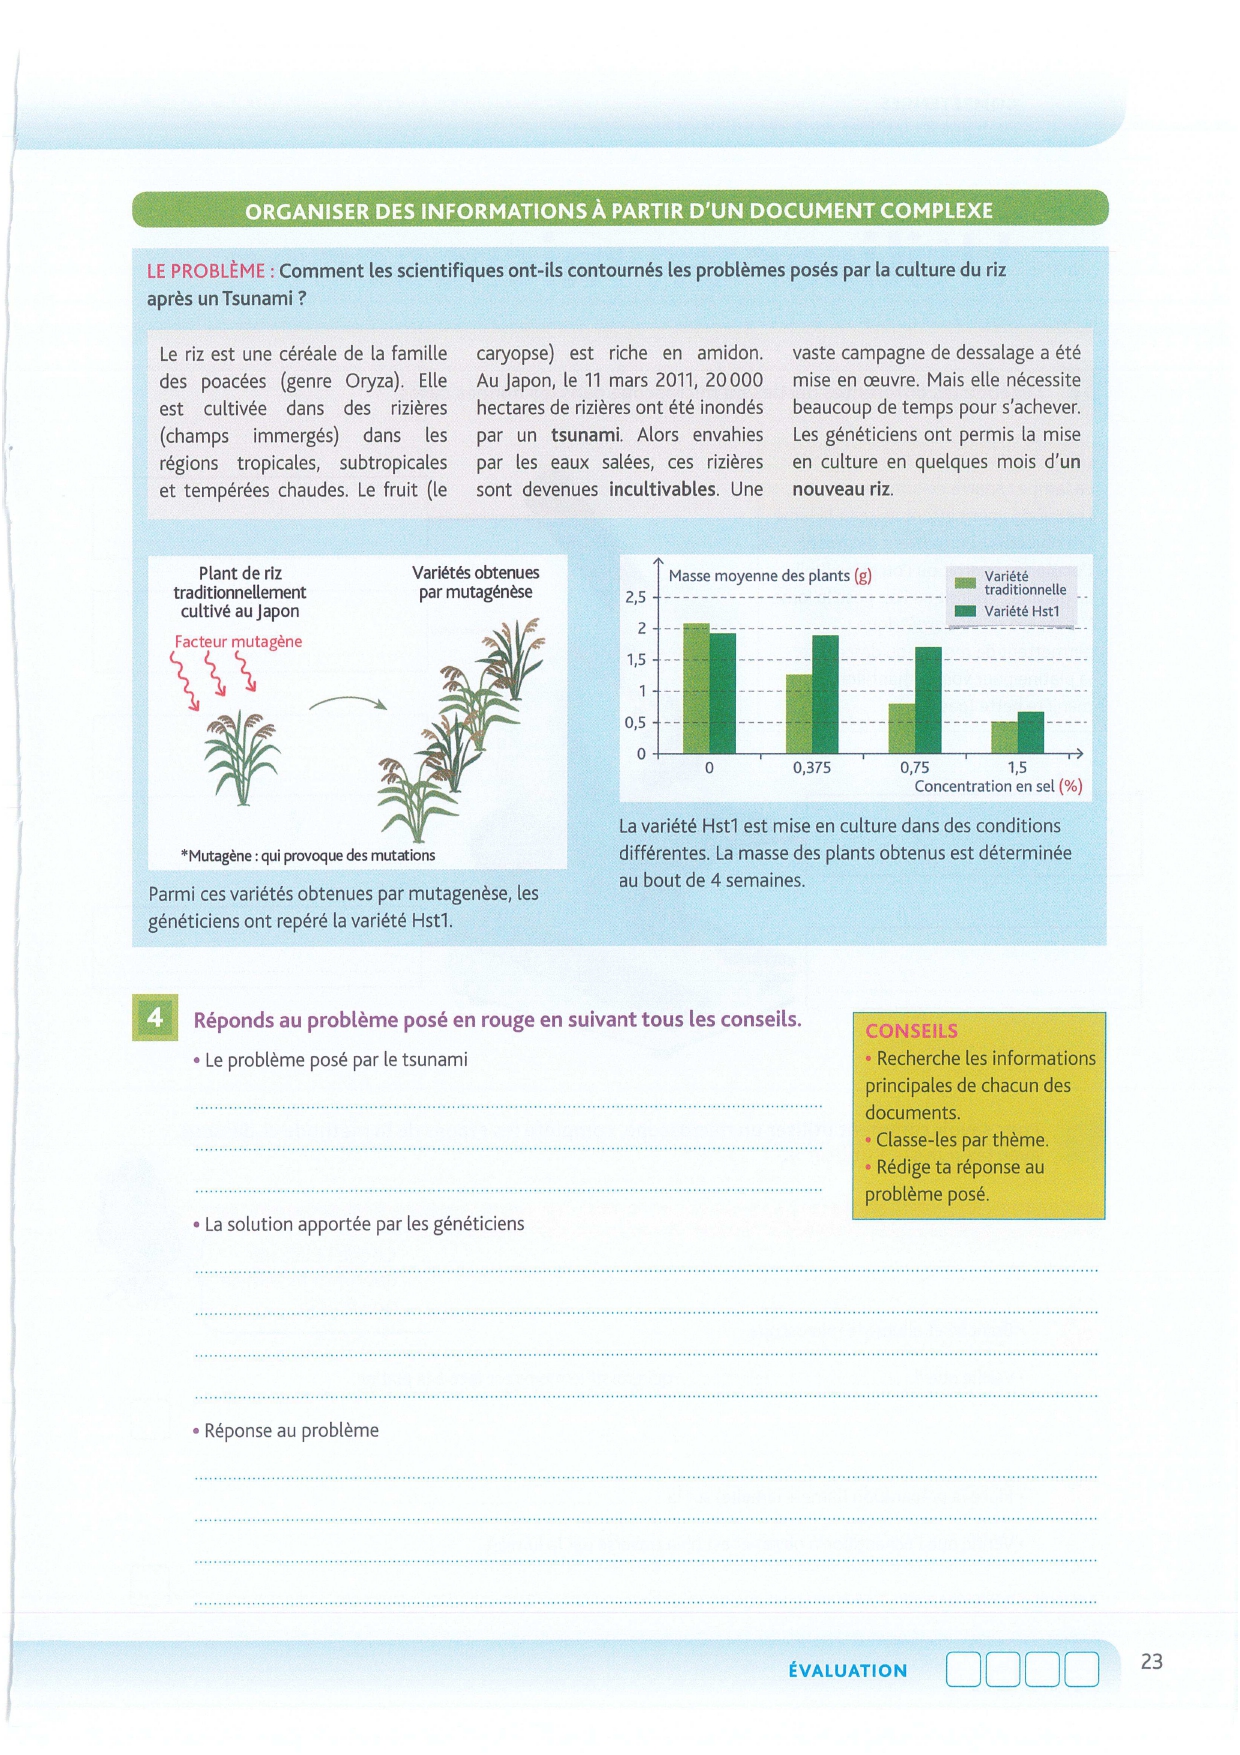 ORGANISER DES INFORMATIONS À PARTIR D'UN DOCUMENT COMPLEXE
LE PROBLÈME : Comment les scientifiques ont-ils contournés les problèmes posés par la culture du riz
après un Tsunami ?
Le riz est une céréale de la famille
des poacées (genre Oryza). Elle
est cultivée dans des rizières
(champs immergés) dans les
régions tropicales, subtropicales
et tempérées chaudes. Le fruit (le
caryopse) est riche en amidon.
Au Japon, le 11 mars 2011, 20 000
hectares de rizières ont été inondés
par un tsunami. Alors envahies
par les eaux salées, ces rizières
sont devenues incultivables. Une
vaste campagne de dessalage a été
mise en œuvre. Mais elle nécessite
beaucoup de temps pour s'achever.
Les généticiens ont permis la mise
en culture en quelques mois d'un
nouveau riz.
Plant de riz
traditionnellement
cultivé au Japon
Facteur mutagène
Variétés obtenues
par mutagénèse
*Mutagène : qui provoque des mutations
Parmi ces variétés obtenues par mutagenèse, les
généticiens ont repéré la variété Hst1.
Masse moyenne des plants (g)
Variété
traditionnelle
Variété Hst1
2,5
2
1,5
1
0,5
0
0 0,375 0,75 1,5
Concentration en sel (%)
La variété Hst1 est mise en culture dans des conditions
différentes. La masse des plants obtenus est déterminée
au bout de 4 semaines.
4 Réponds au problème posé en rouge en suivant tous les conseils.
• Le problème posé par le tsunami
CONSEILS
• Recherche les informations
principales de chacun des
documents.
• Classe-les par thème.
• Rédige ta réponse au
problème posé.
• La solution apportée par les généticiens
• Réponse au problème
ÉVALUATION
23